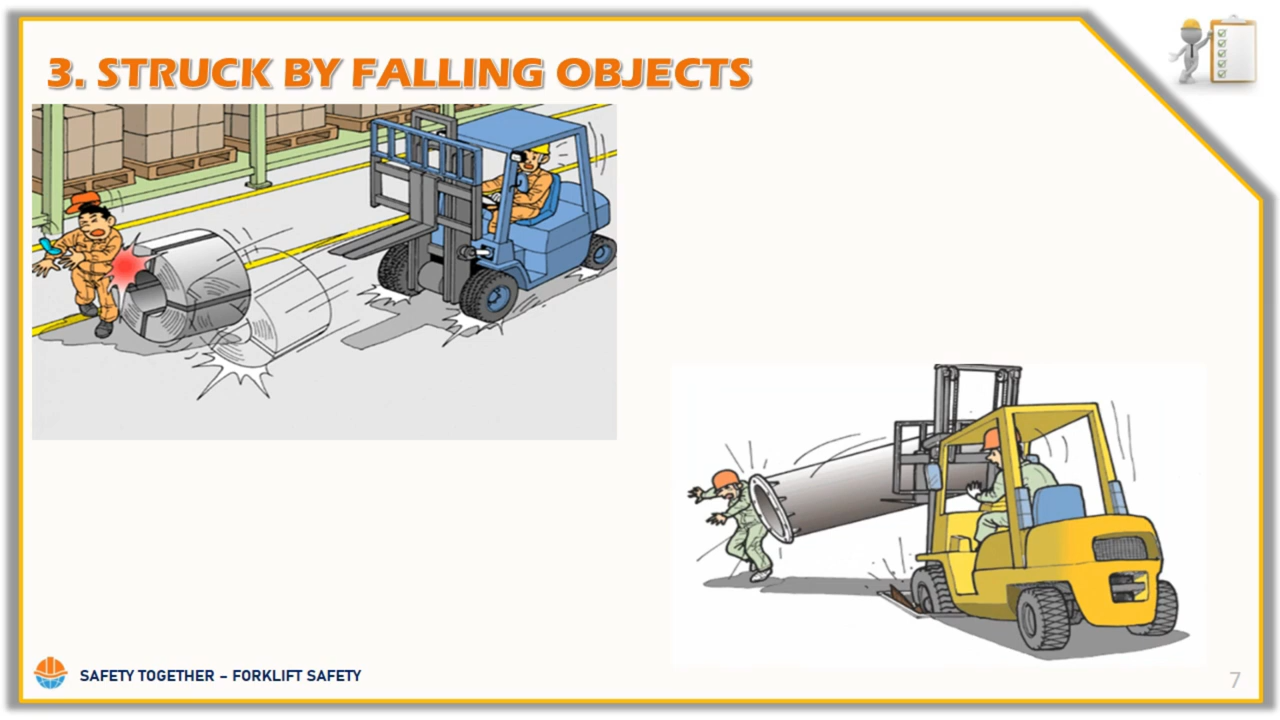 3. STRUCK BY FALLING OBJECTS
SAFETY TOGETHER – FORKLIFT SAFETY
7